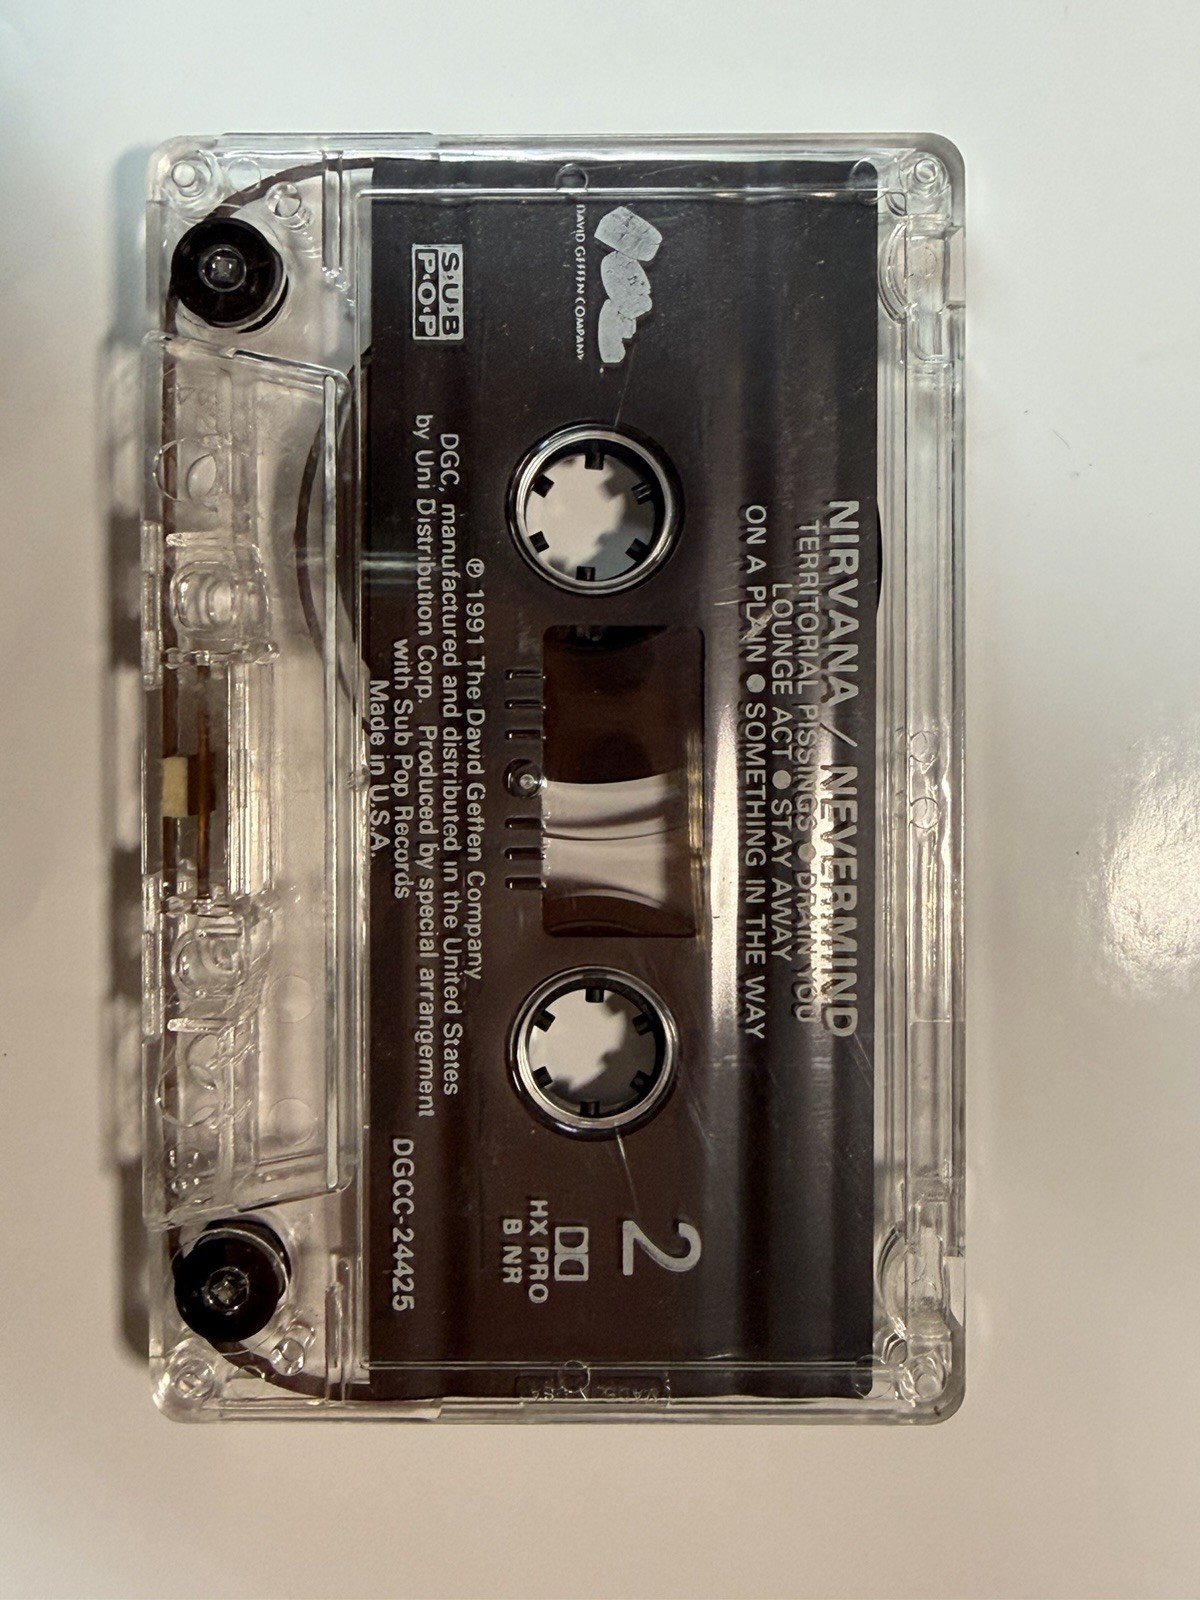 NIRVANA / NEVERMIND
TERRITORIAL PISSINGS ● DRAIN YOU
LOUNGE ACT ● STAY AWAY
ON A PLAIN ● SOMETHING IN THE WAY
DAVID GEFFEN COMPANY
2
HX PRO
B NR
SUB
POP
℗ 1991 The David Geffen Company
DGC, manufactured and distributed in the United States
by Uni Distribution Corp. Produced by special arrangement
with Sub Pop Records
Made in U.S.A.
DGCC-24425